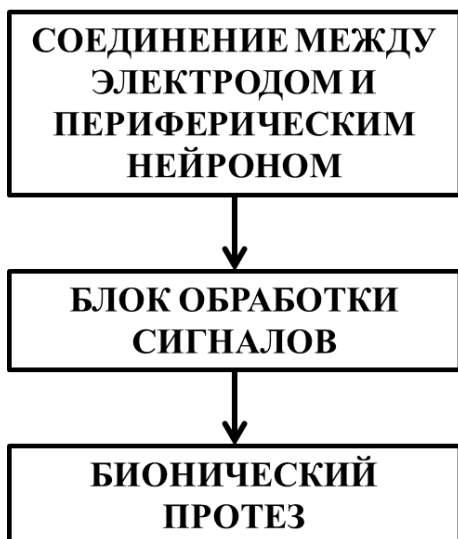 СОЕДИНЕНИЕ МЕЖДУ
ЭЛЕКТРОДОМ И
ПЕРИФЕРИЧЕСКИМ
НЕЙРОНОМ
БЛОК ОБРАБОТКИ
СИГНАЛОВ
БИОНИЧЕСКИЙ
ПРОТЕЗ